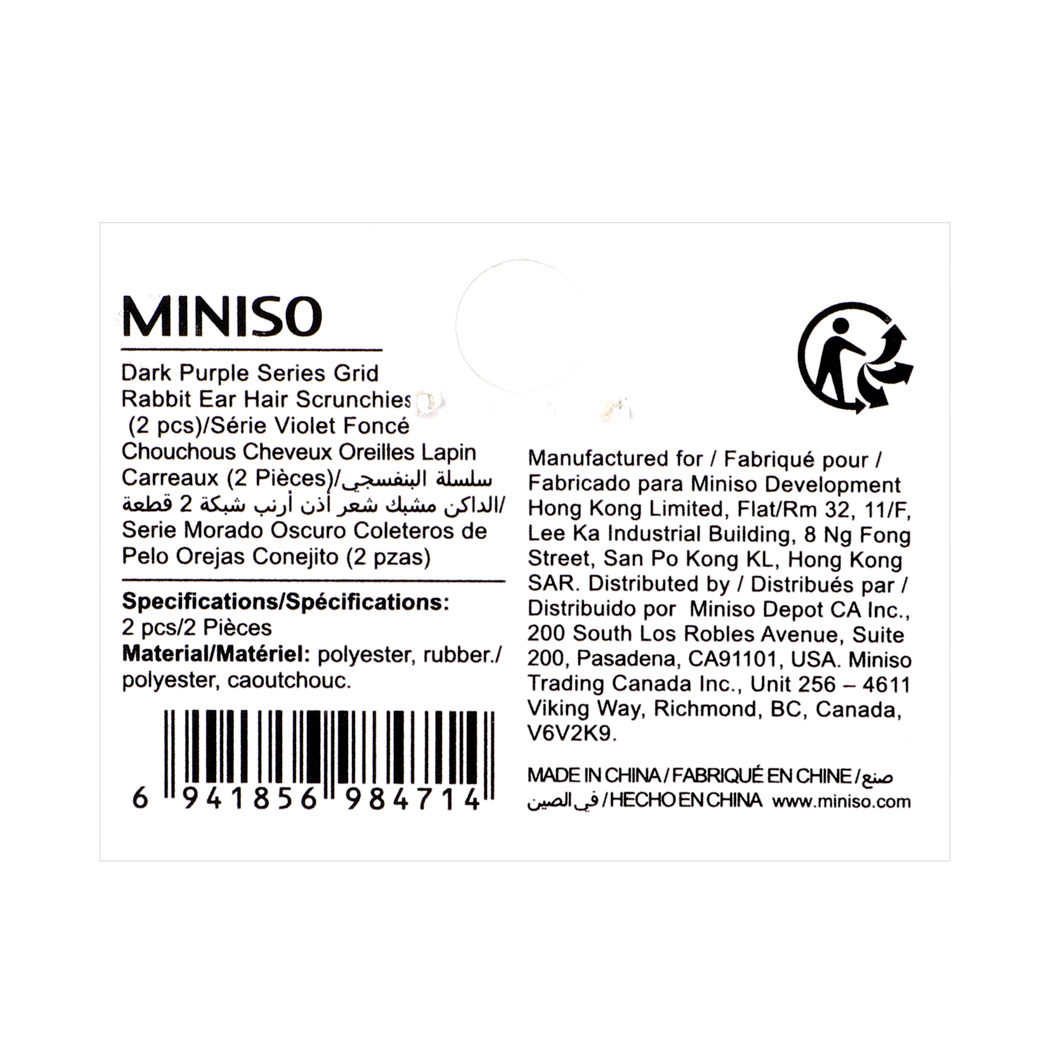 MINISO
Dark Purple Series Grid
Rabbit Ear Hair Scrunchies
(2 pcs)/Série Violet Foncé
Chouchous Cheveux Oreilles Lapin
Carreaux (2 Pièces)/سلسلة البنفسجي
الداكن مشبك شعر أذن أرنب شبكة 2 قطعة/
Serie Morado Oscuro Coleteros de
Pelo Orejas Conejito (2 pzas)
Specifications/Spécifications:
2 pcs/2 Pièces
Material/Matériel: polyester, rubber./
polyester, caoutchouc.
6 941856 984714
Manufactured for / Fabriqué pour /
Fabricado para Miniso Development
Hong Kong Limited, Flat/Rm 32, 11/F,
Lee Ka Industrial Building, 8 Ng Fong
Street, San Po Kong KL, Hong Kong
SAR. Distributed by / Distribués par /
Distribuido por Miniso Depot CA Inc.,
200 South Los Robles Avenue, Suite
200, Pasadena, CA91101, USA. Miniso
Trading Canada Inc., Unit 256 – 4611
Viking Way, Richmond, BC, Canada,
V6V2K9.
MADE IN CHINA / FABRIQUÉ EN CHINE / صنع
في الصين / HECHO EN CHINA www.miniso.com